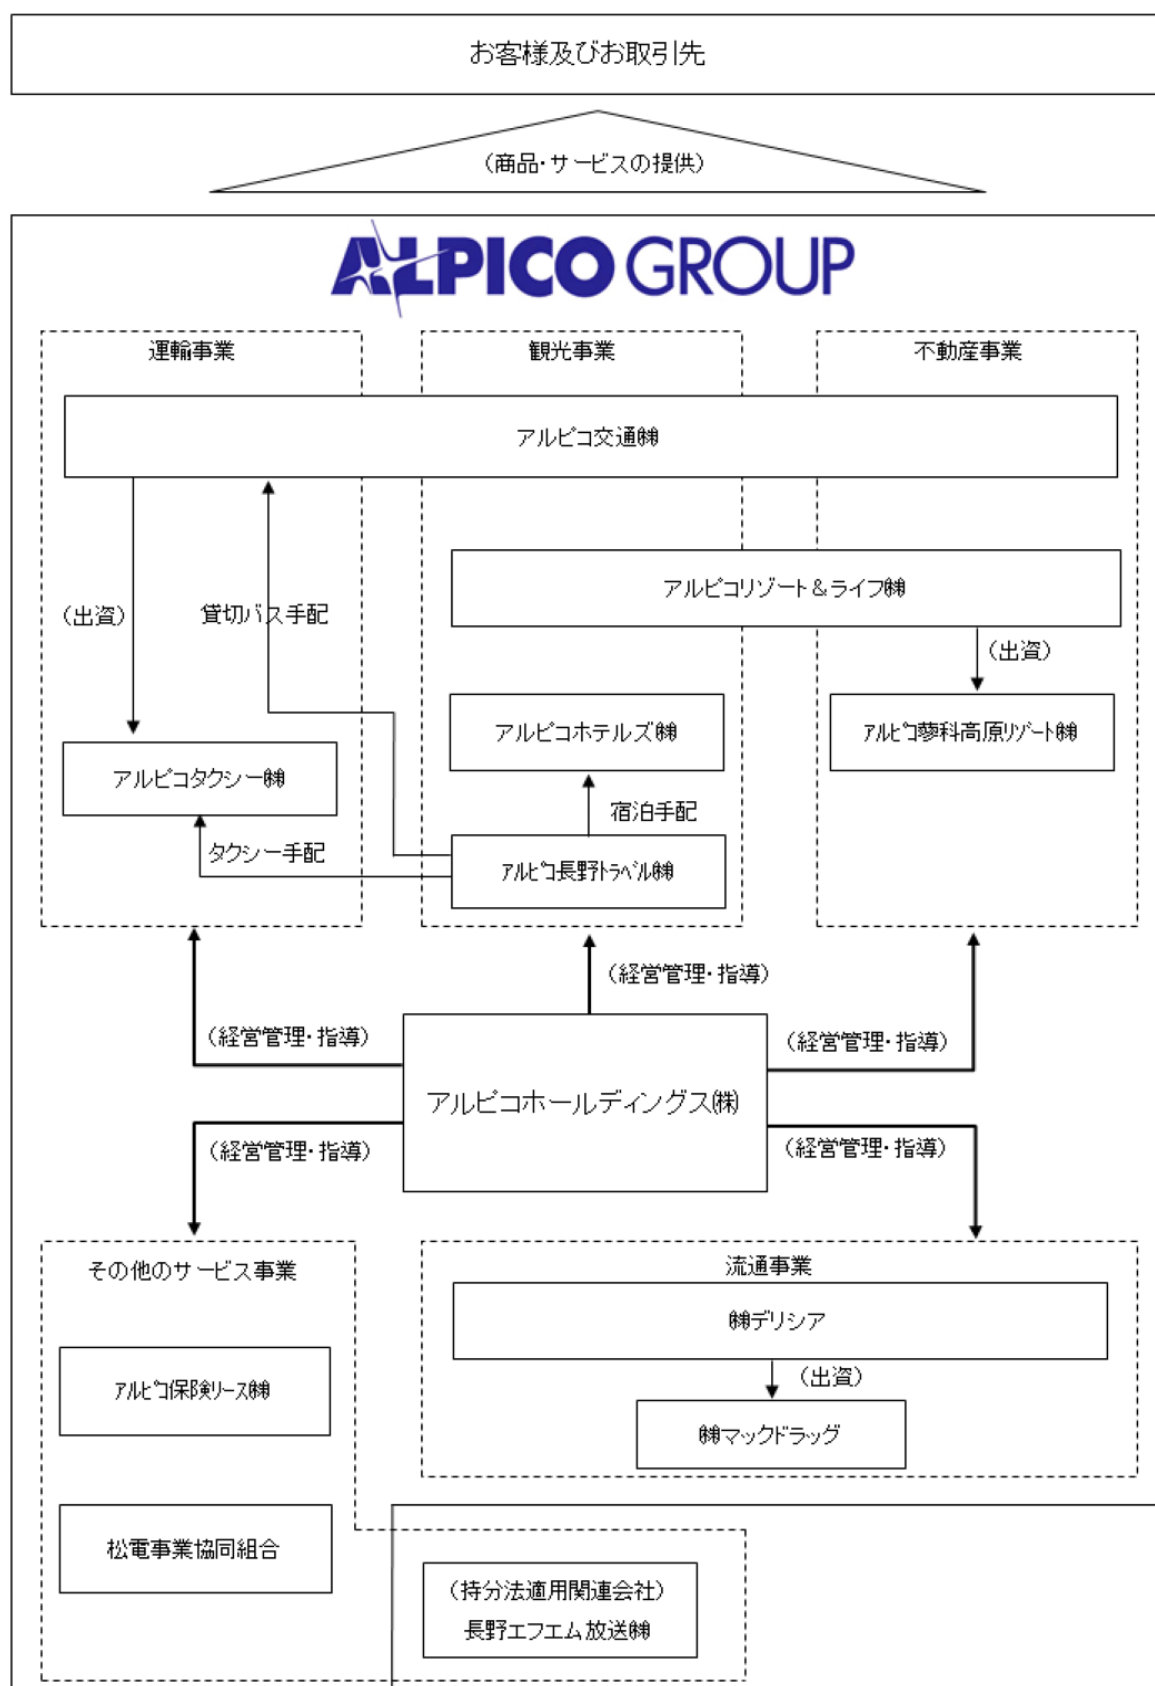 お客様及びお取引先
（商品・サービスの提供）
ALPICO GROUP
運輸事業
観光事業
不動産事業
アルピコ交通㈱
アルピコリゾート＆ライフ㈱
（出資）
貸切バス手配
（出資）
アルピコホテルズ㈱
ｱﾙﾋﾟｺ蓼科高原ﾘｿﾞｰﾄ㈱
アルピコタクシー㈱
宿泊手配
タクシー手配
ｱﾙﾋﾟｺ長野ﾄﾗﾍﾞﾙ㈱
（経営管理・指導）
（経営管理・指導）
（経営管理・指導）
アルピコホールディングス㈱
（経営管理・指導）
（経営管理・指導）
その他のサービス事業
流通事業
㈱デリシア
（出資）
ｱﾙﾋﾟｺ保険ﾘｰｽ㈱
㈱マックドラッグ
松電事業協同組合
（持分法適用関連会社）
長野エフエム放送㈱